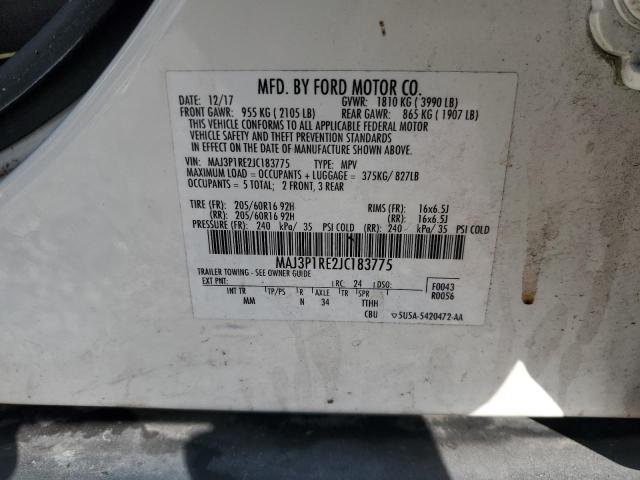 MFD. BY FORD MOTOR CO.
DATE: 12/17 GVWR: 1810 KG ( 3990 LB)
FRONT GAWR: 955 KG ( 2105 LB) REAR GAWR: 865 KG ( 1907 LB)
THIS VEHICLE CONFORMS TO ALL APPLICABLE FEDERAL MOTOR
VEHICLE SAFETY AND THEFT PREVENTION STANDARDS
IN EFFECT ON THE DATE OF MANUFACTURE SHOWN ABOVE.
VIN: MAJ3P1RE2JC183775 TYPE: MPV
MAXIMUM LOAD = OCCUPANTS + LUGGAGE = 375KG/ 827LB
OCCUPANTS = 5 TOTAL; 2 FRONT, 3 REAR
TIRE (FR): 205/60R16 92H RIMS (FR): 16x6.5J
(RR): 205/60R16 92H (RR): 16x6.5J
PRESSURE (FR): 240 kPa/ 35 PSI COLD (RR): 240 kPa/ 35 PSI COLD
MAJ3P1RE2JC183775
TRAILER TOWING - SEE OWNER GUIDE
EXT PNT: RC: 24 DSO: F0043
INT TR TP/PS R AXLE TR SPR R0056
MM N 34 TTHH
CBU 5U5A-5420472-AA